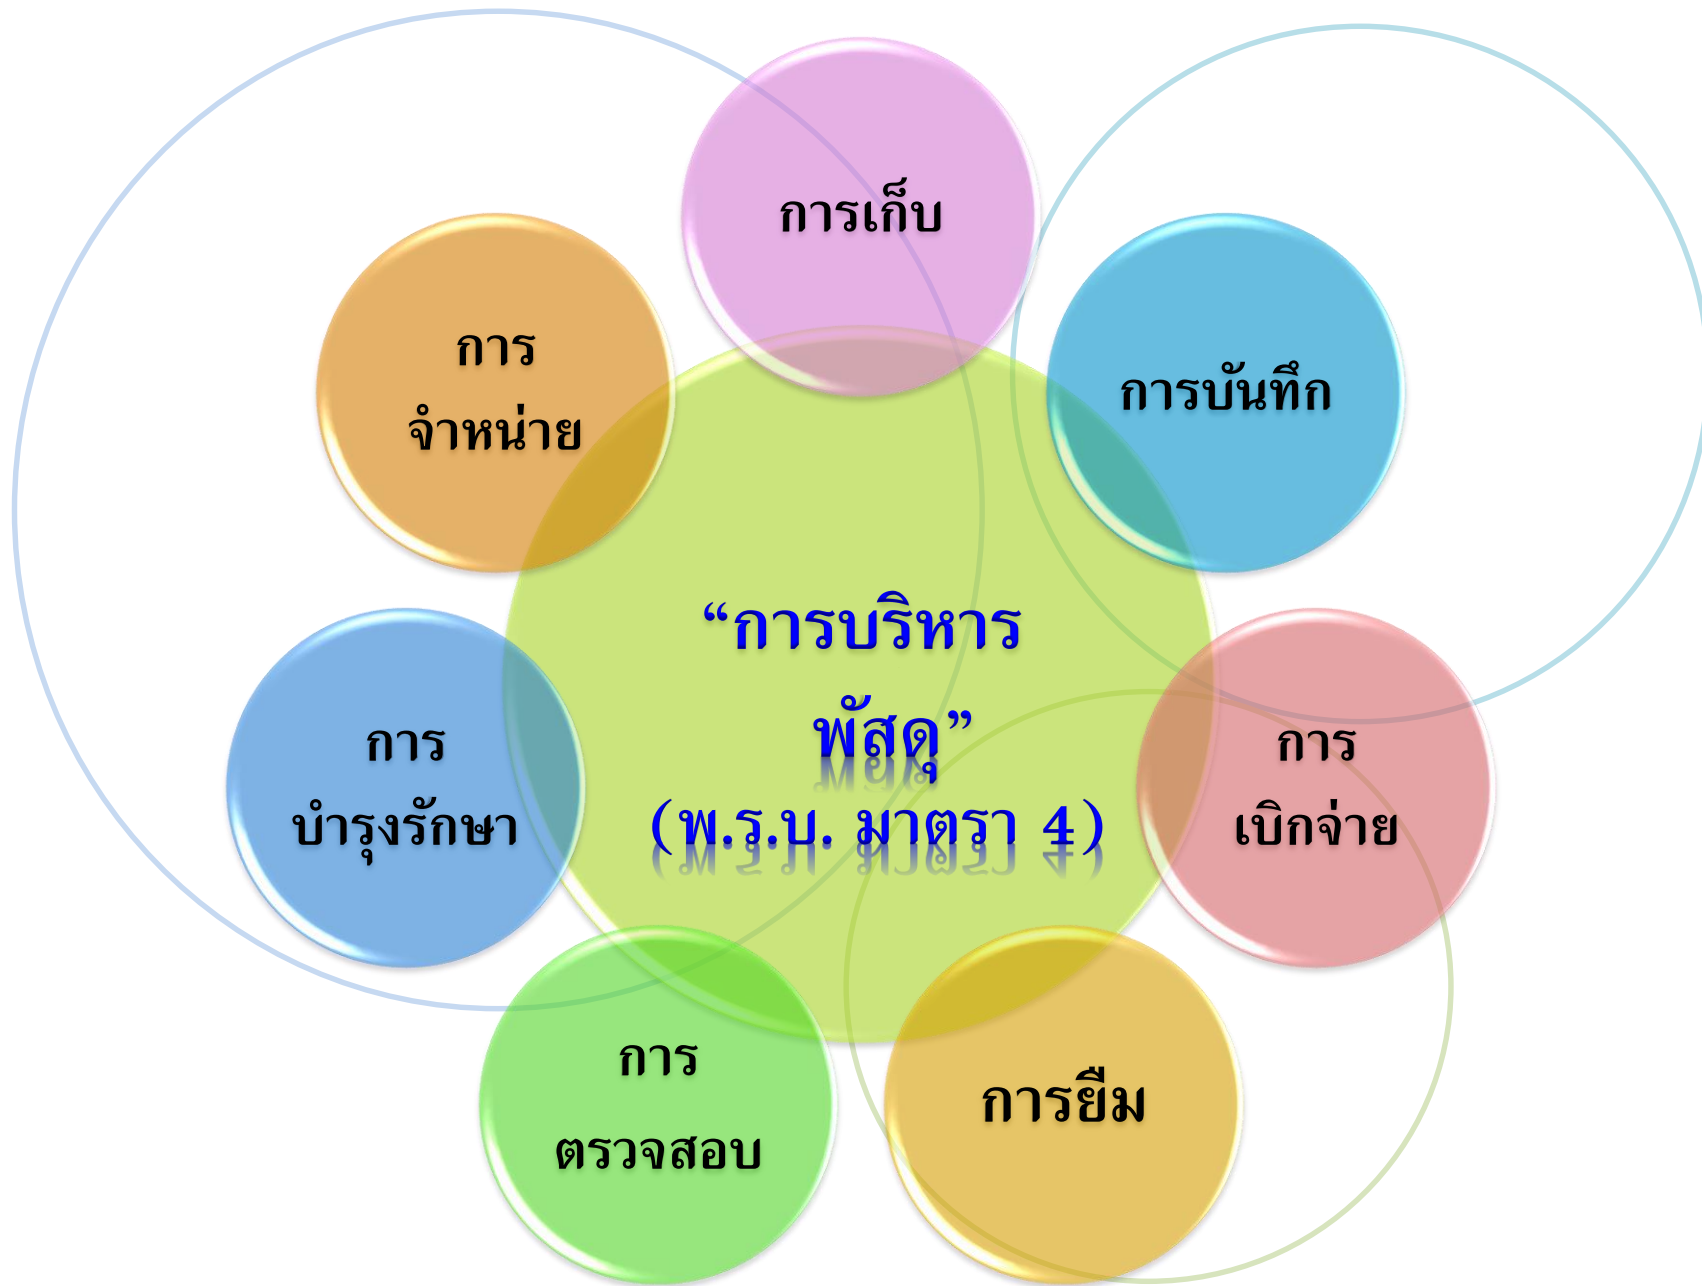 การเก็บ
การบันทึก
การ
เบิกจ่าย
การยืม
การ
ตรวจสอบ
การ
บำรุงรักษา
การ
จำหน่าย
“การบริหาร
พัสดุ”
(พ.ร.บ. มาตรา 4)